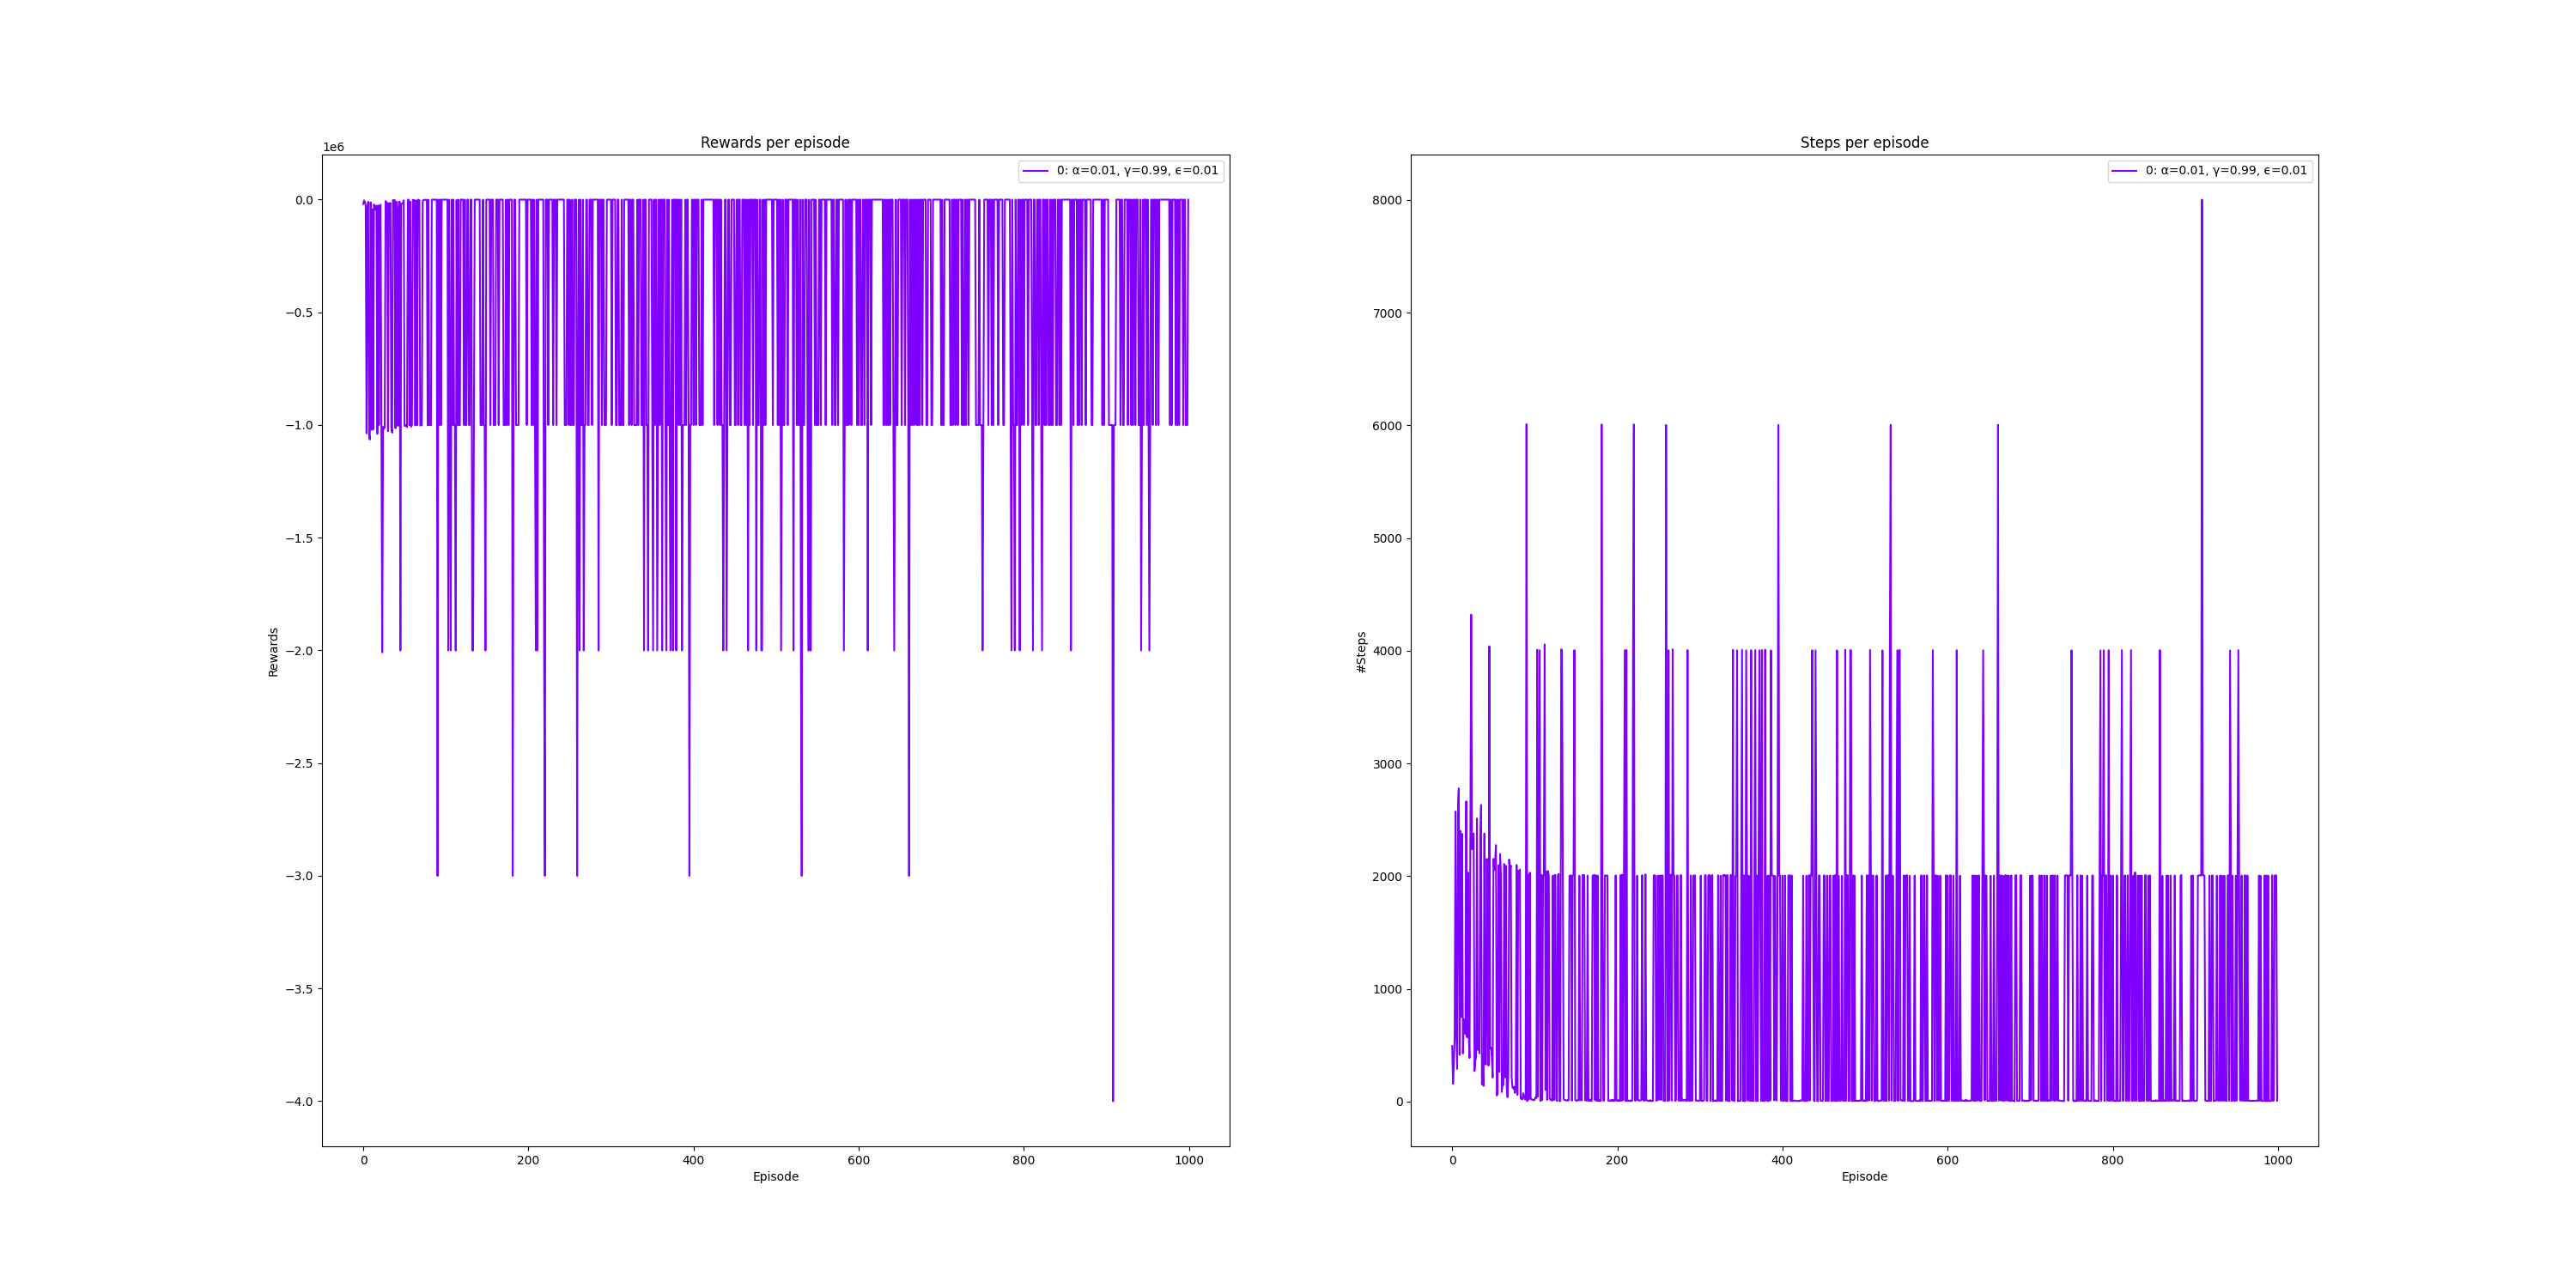 Rewards per episode
1e6
0: α=0.01, γ=0.99, ϵ=0.01
0.0
−0.5
−1.0
−1.5
−2.0
−2.5
−3.0
−3.5
−4.0
Rewards
0 200 400 600 800 1000
Episode
Steps per episode
0: α=0.01, γ=0.99, ϵ=0.01
8000
7000
6000
5000
4000
3000
2000
1000
0
#Steps
0 200 400 600 800 1000
Episode